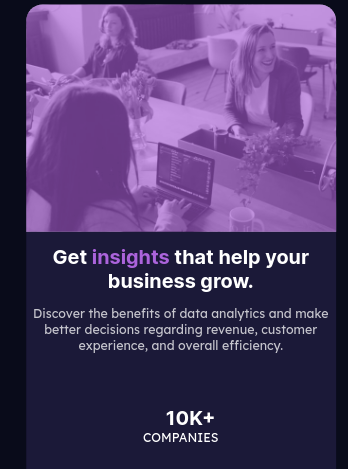 Get insights that help your
business grow.
Discover the benefits of data analytics and make
better decisions regarding revenue, customer
experience, and overall efficiency.
10K+
COMPANIES